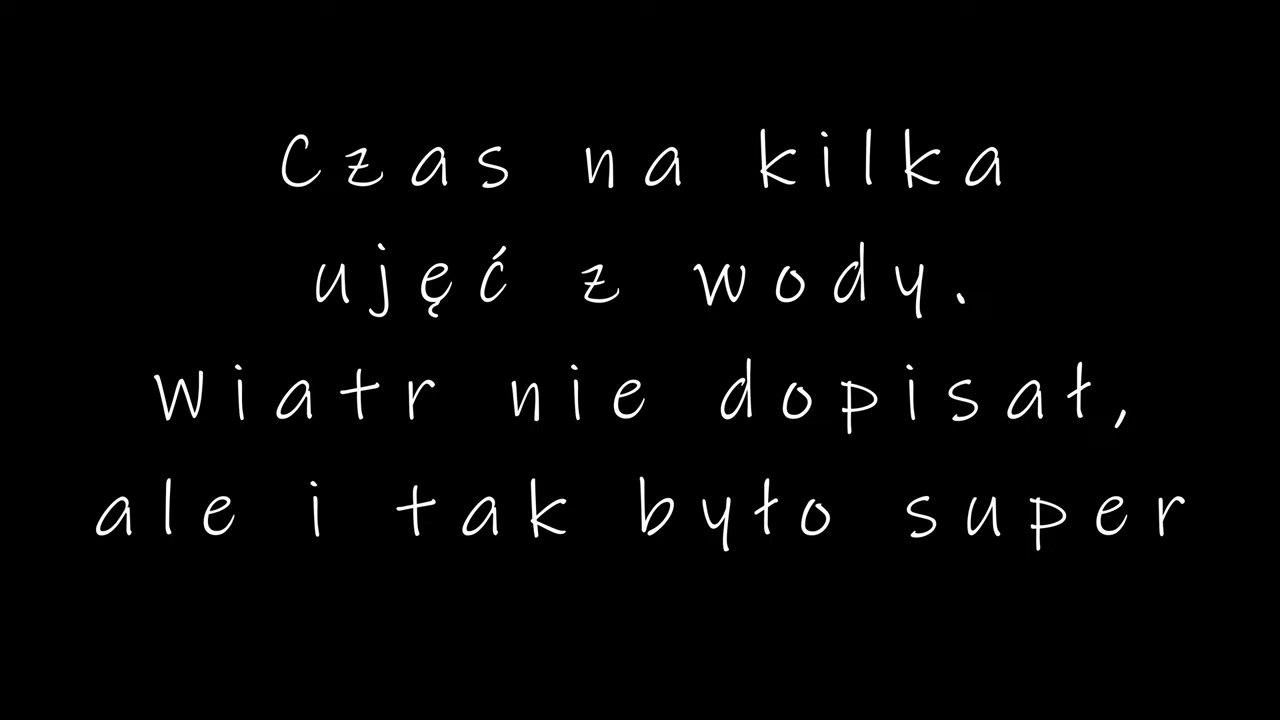 Czas na kilka
ujęć z wody.
Wiatr nie dopisał,
ale i tak było super